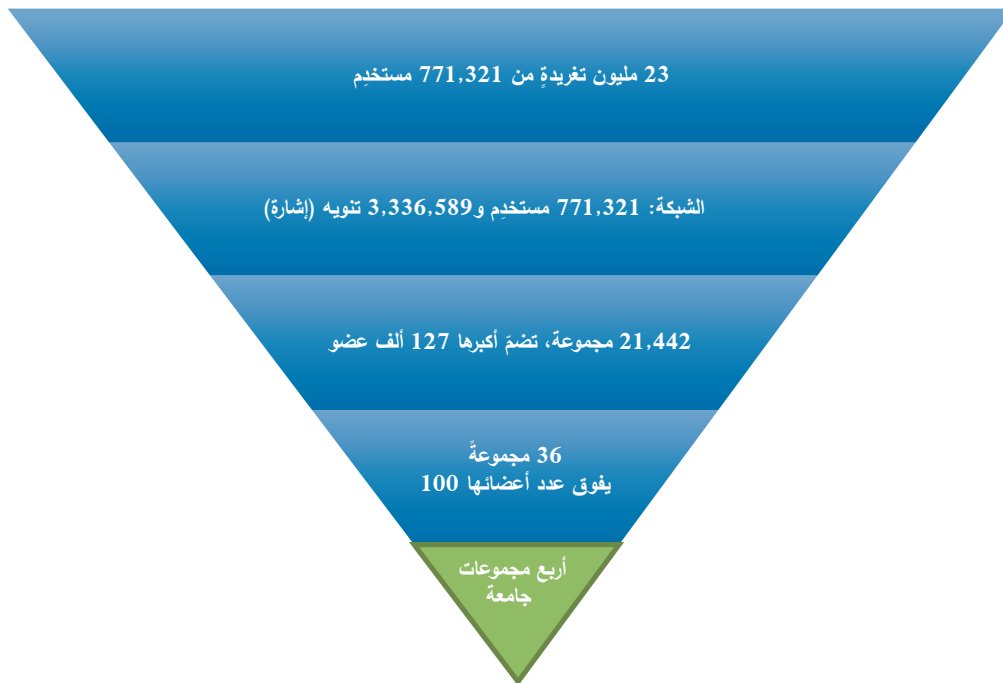 23 مليون تغريدةٍ من 771,321 مستخدِم
الشبكة: 771,321 مستخدِم و3,336,589 تنويه (إشارة)
21,442 مجموعة، تضمّ أكبرها 127 ألف عضو
36 مجموعةً
يفوق عدد أعضائها 100
أربع مجموعات
جامعة